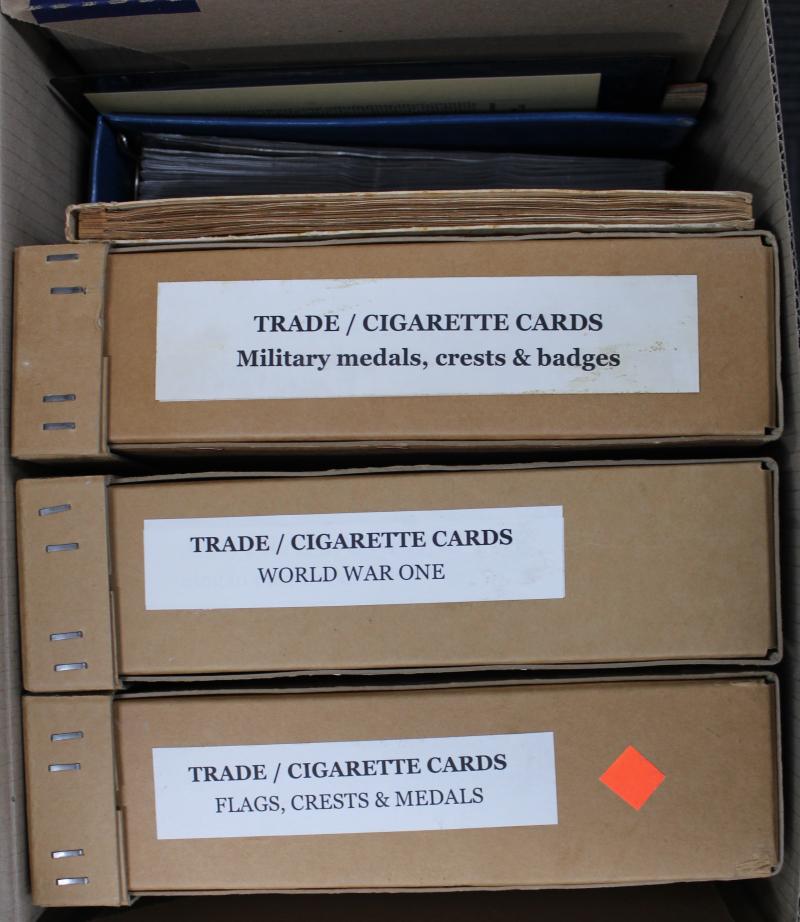 TRADE / CIGARETTE CARDS
Military medals, crests & badges
TRADE / CIGARETTE CARDS
WORLD WAR ONE
TRADE / CIGARETTE CARDS
FLAGS, CRESTS & MEDALS